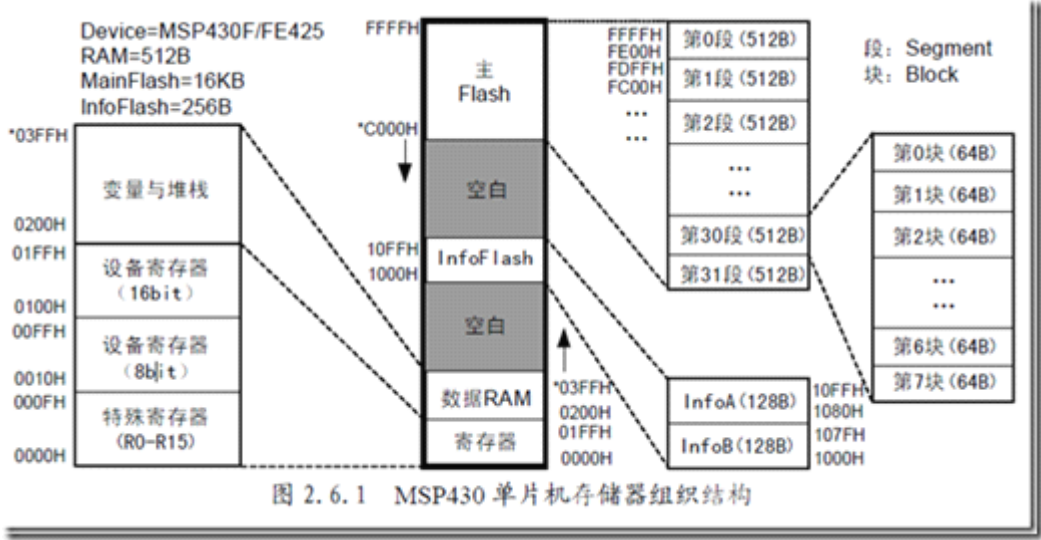 Device=MSP430F/FE425
RAM=512B
MainFlash=16KB
InfoFlash=256B
*03FFH
变量与堆栈
0200H
01FFH
设备寄存器
（16bit）
0100H
00FFH
设备寄存器
（8bit）
0010H
000FH
特殊寄存器
(R0-R15)
0000H
FFFFH
主
Flash
*C000H
空白
10FFH
InfoFlash
1000H
空白
数据RAM
*03FFH
0200H
寄存器
01FFH
0000H
FFFFH
第0段(512B)
FE00H
FDFFH
第1段(512B)
FC00H
...
第2段(512B)
...
...
...
第30段(512B)
第31段(512B)
段：Segment
块：Block
第0块(64B)
第1块(64B)
第2块(64B)
...
...
第6块(64B)
第7块(64B)
InfoA(128B)
10FFH
1080H
InfoB(128B)
107FH
1000H
图 2.6.1 MSP430 单片机存储器组织结构